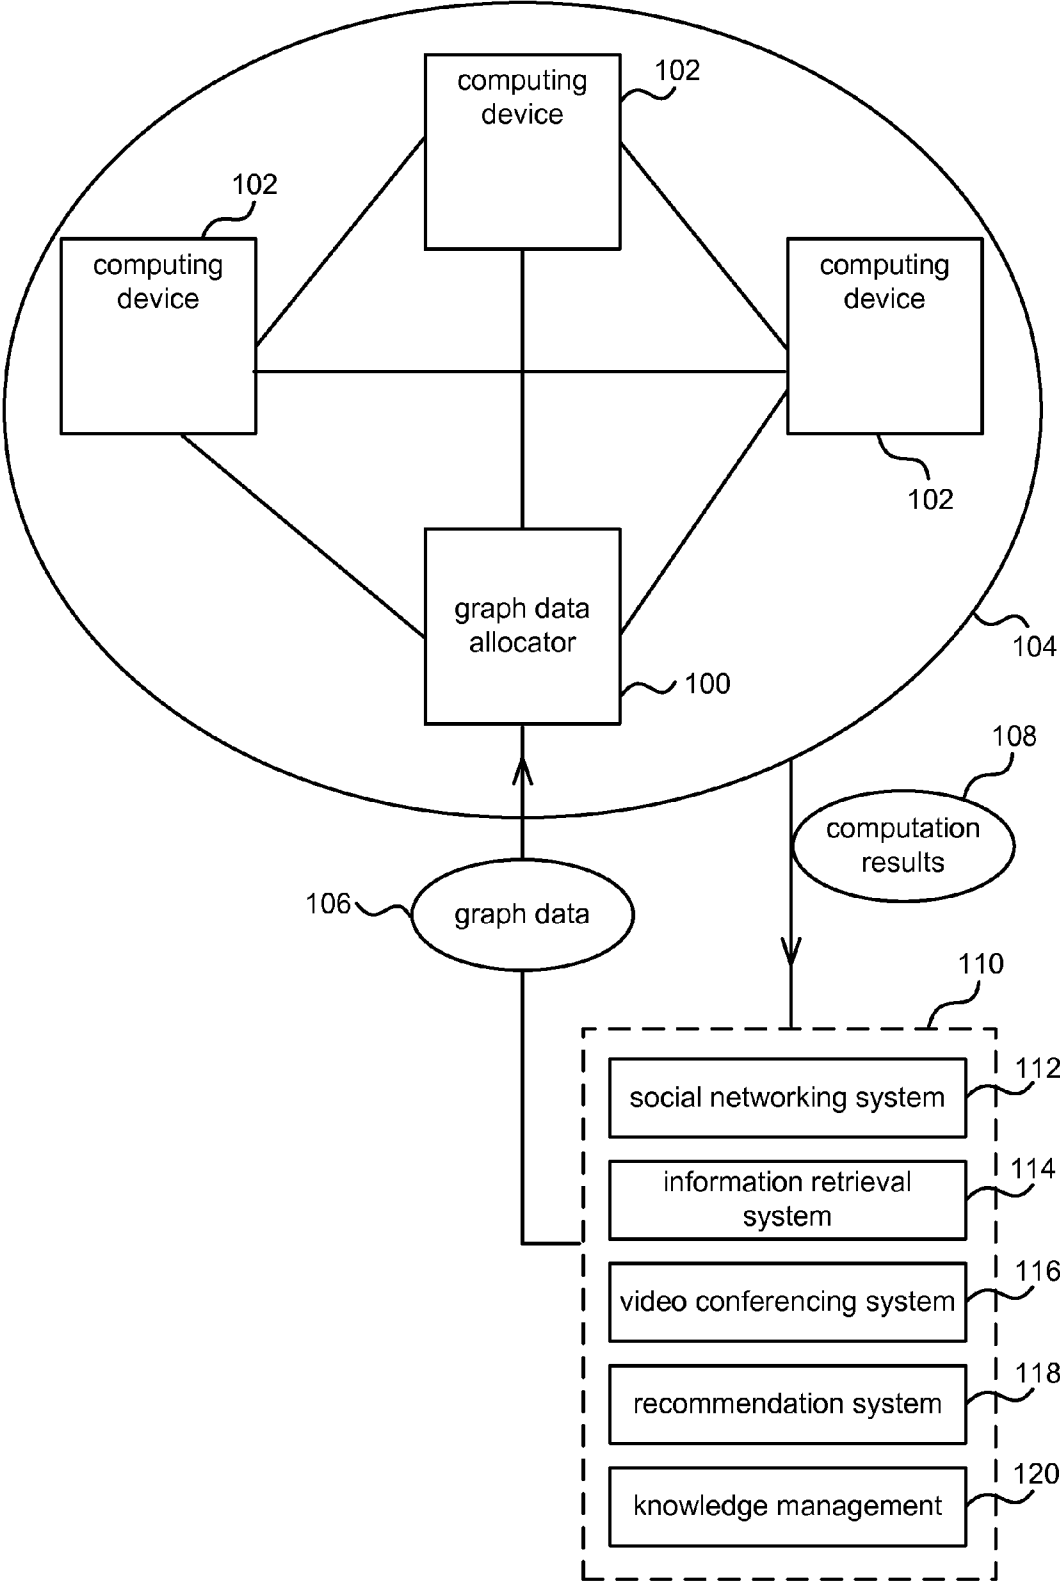 102
computing
device
102
computing
device
computing
device
102
graph data
allocator
104
100
108
computation
results
106
graph data
110
112
social networking system
114
information retrieval
system
116
video conferencing system
118
recommendation system
120
knowledge management